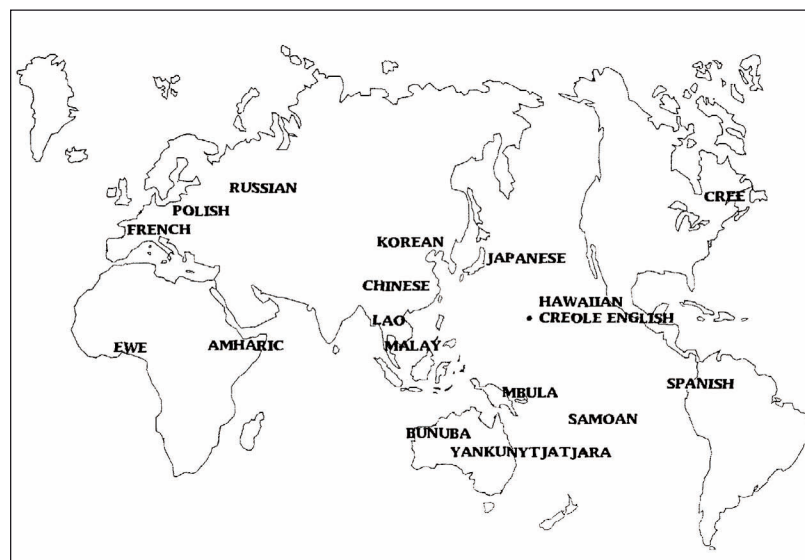 RUSSIAN
CREE
POLISH
FRENCH
KOREAN
JAPANESE
CHINESE
HAWAIIAN
CREOLE ENGLISH
LAO
EWE
AMHARIC
MALAY
SPANISH
MBULA
SAMOAN
BUNUBA
YANKUNYTJATJARA